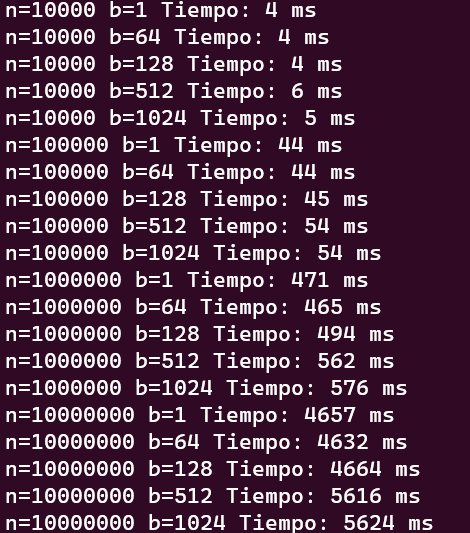 n=10000 b=1 Tiempo: 4 ms
n=10000 b=64 Tiempo: 4 ms
n=10000 b=128 Tiempo: 4 ms
n=10000 b=512 Tiempo: 6 ms
n=10000 b=1024 Tiempo: 5 ms
n=100000 b=1 Tiempo: 44 ms
n=100000 b=64 Tiempo: 44 ms
n=100000 b=128 Tiempo: 45 ms
n=100000 b=512 Tiempo: 54 ms
n=100000 b=1024 Tiempo: 54 ms
n=1000000 b=1 Tiempo: 471 ms
n=1000000 b=64 Tiempo: 465 ms
n=1000000 b=128 Tiempo: 494 ms
n=1000000 b=512 Tiempo: 562 ms
n=1000000 b=1024 Tiempo: 576 ms
n=10000000 b=1 Tiempo: 4657 ms
n=10000000 b=64 Tiempo: 4632 ms
n=10000000 b=128 Tiempo: 4664 ms
n=10000000 b=512 Tiempo: 5616 ms
n=10000000 b=1024 Tiempo: 5624 ms